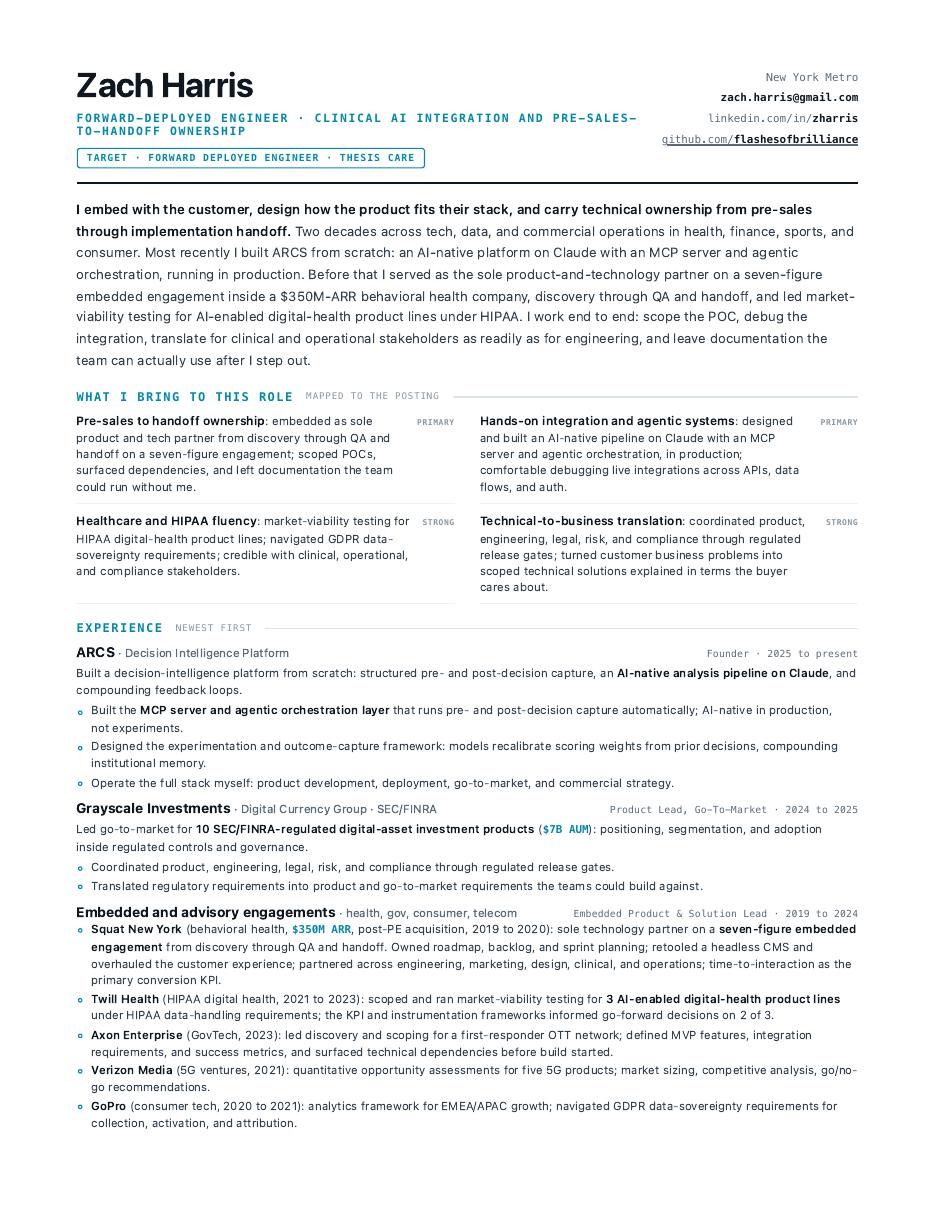 Zach Harris
FORWARD-DEPLOYED ENGINEER · CLINICAL AI INTEGRATION AND PRE-SALES-
TO-HANDOFF OWNERSHIP
TARGET · FORWARD DEPLOYED ENGINEER · THESIS CARE
New York Metro
zach.harris@gmail.com
linkedin.com/in/zharris
github.com/flashesofbrilliance
I embed with the customer, design how the product fits their stack, and carry technical ownership from pre-sales
through implementation handoff. Two decades across tech, data, and commercial operations in health, finance, sports, and
consumer. Most recently I built ARCS from scratch: an AI-native platform on Claude with an MCP server and agentic
orchestration, running in production. Before that I served as the sole product-and-technology partner on a seven-figure
embedded engagement inside a $350M-ARR behavioral health company, discovery through QA and handoff, and led market-
viability testing for AI-enabled digital-health product lines under HIPAA. I work end to end: scope the POC, debug the
integration, translate for clinical and operational stakeholders as readily as for engineering, and leave documentation the
team can actually use after I step out.
WHAT I BRING TO THIS ROLE MAPPED TO THE POSTING
Pre-sales to handoff ownership: embedded as sole PRIMARY
product and tech partner from discovery through QA and
handoff on a seven-figure engagement; scoped POCs,
surfaced dependencies, and left documentation the team
could run without me.
Hands-on integration and agentic systems: designed PRIMARY
and built an AI-native pipeline on Claude with an MCP
server and agentic orchestration, in production;
comfortable debugging live integrations across APIs, data
flows, and auth.
Healthcare and HIPAA fluency: market-viability testing for STRONG
HIPAA digital-health product lines; navigated GDPR data-
sovereignty requirements; credible with clinical, operational,
and compliance stakeholders.
Technical-to-business translation: coordinated product, STRONG
engineering, legal, risk, and compliance through regulated
release gates; turned customer business problems into
scoped technical solutions explained in terms the buyer
cares about.
EXPERIENCE NEWEST FIRST
ARCS · Decision Intelligence Platform Founder · 2025 to present
Built a decision-intelligence platform from scratch: structured pre- and post-decision capture, an AI-native analysis pipeline on Claude, and
compounding feedback loops.
Built the MCP server and agentic orchestration layer that runs pre- and post-decision capture automatically; AI-native in production,
not experiments.
Designed the experimentation and outcome-capture framework: models recalibrate scoring weights from prior decisions, compounding
institutional memory.
Operate the full stack myself: product development, deployment, go-to-market, and commercial strategy.
Grayscale Investments · Digital Currency Group · SEC/FINRA Product Lead, Go-To-Market · 2024 to 2025
Led go-to-market for 10 SEC/FINRA-regulated digital-asset investment products ($7B AUM): positioning, segmentation, and adoption
inside regulated controls and governance.
Coordinated product, engineering, legal, risk, and compliance through regulated release gates.
Translated regulatory requirements into product and go-to-market requirements the teams could build against.
Embedded and advisory engagements · health, gov, consumer, telecom Embedded Product & Solution Lead · 2019 to 2024
Squat New York (behavioral health, $350M ARR, post-PE acquisition, 2019 to 2020): sole technology partner on a seven-figure embedded
engagement from discovery through QA and handoff. Owned roadmap, backlog, and sprint planning; retooled a headless CMS and
overhauled the customer experience; partnered across engineering, marketing, design, clinical, and operations; time-to-interaction as the
primary conversion KPI.
Twill Health (HIPAA digital health, 2021 to 2023): scoped and ran market-viability testing for 3 AI-enabled digital-health product lines
under HIPAA data-handling requirements; the KPI and instrumentation frameworks informed go-forward decisions on 2 of 3.
Axon Enterprise (GovTech, 2023): led discovery and scoping for a first-responder OTT network; defined MVP features, integration
requirements, and success metrics, and surfaced technical dependencies before build started.
Verizon Media (5G ventures, 2021): quantitative opportunity assessments for five 5G products; market sizing, competitive analysis, go/no-
go recommendations.
GoPro (consumer tech, 2020 to 2021): analytics framework for EMEA/APAC growth; navigated GDPR data-sovereignty requirements for
collection, activation, and attribution.